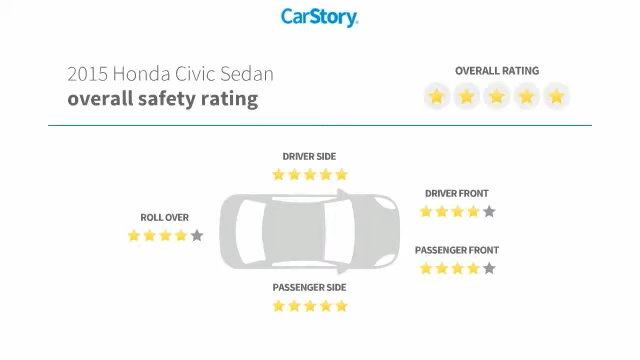 CarStory.
2015 Honda Civic Sedan
overall safety rating
OVERALL RATING
DRIVER SIDE
DRIVER FRONT
ROLL OVER
PASSENGER FRONT
PASSENGER SIDE